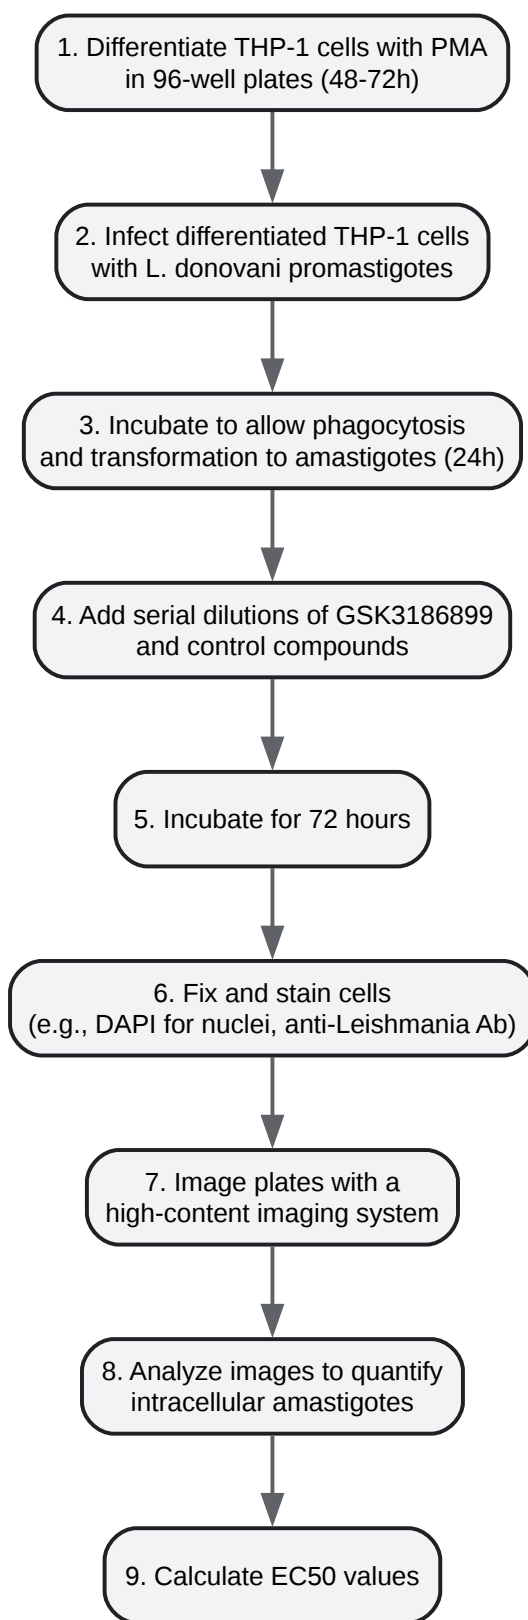 1. Differentiate THP-1 cells with PMA
in 96-well plates (48-72h)
2. Infect differentiated THP-1 cells
with L. donovani promastigotes
3. Incubate to allow phagocytosis
and transformation to amastigotes (24h)
4. Add serial dilutions of GSK3186899
and control compounds
5. Incubate for 72 hours
6. Fix and stain cells
(e.g., DAPI for nuclei, anti-Leishmania Ab)
7. Image plates with a
high-content imaging system
8. Analyze images to quantify
intracellular amastigotes
9. Calculate EC50 values